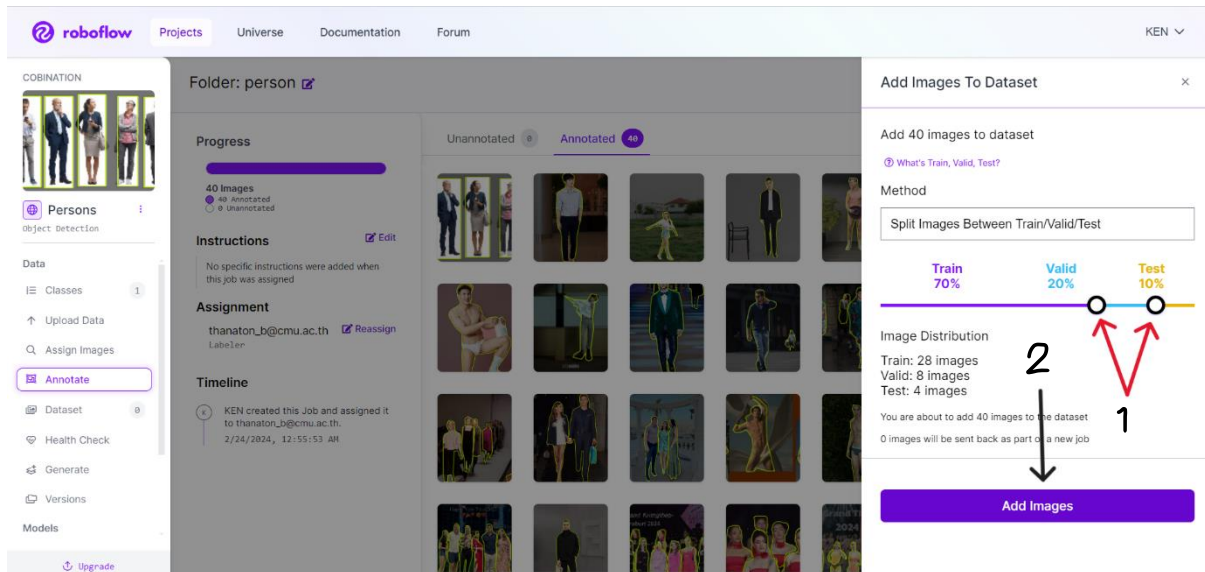 roboflow
Projects
Universe
Documentation
Forum
KEN
COBINATION
Persons
Object Detection
Data
Classes
1
Upload Data
Assign Images
Annotate
Dataset
0
Health Check
Generate
Versions
Models
Upgrade
Folder: person
Progress
40 Images
40 Annotated
0 Unannotated
Instructions
Edit
No specific instructions were added when
this job was assigned
Assignment
thanaton_b@cmu.ac.th
Reassign
Labeler
Timeline
KEN created this Job and assigned it
to thanaton_b@cmu.ac.th.
2/24/2024, 12:55:53 AM
Unannotated 0
Annotated 40
2024
Add Images To Dataset
×
Add 40 images to dataset
What's Train, Valid, Test?
Method
Split Images Between Train/Valid/Test
Train Valid Test
70% 20% 10%
Image Distribution
Train: 28 images
Valid: 8 images
Test: 4 images
2
1
You are about to add 40 images to the dataset
0 images will be sent back as part of a new job
Add Images